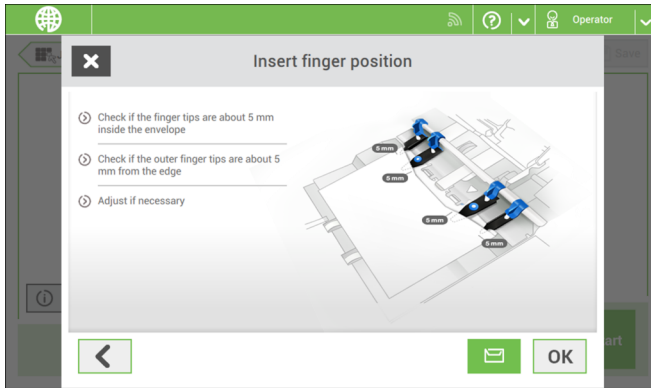 Operator
Save
Insert finger position
Check if the finger tips are about 5 mm
inside the envelope
Check if the outer finger tips are about 5
mm from the edge
Adjust if necessary
5 mm
5 mm
5 mm
5 mm
art
OK